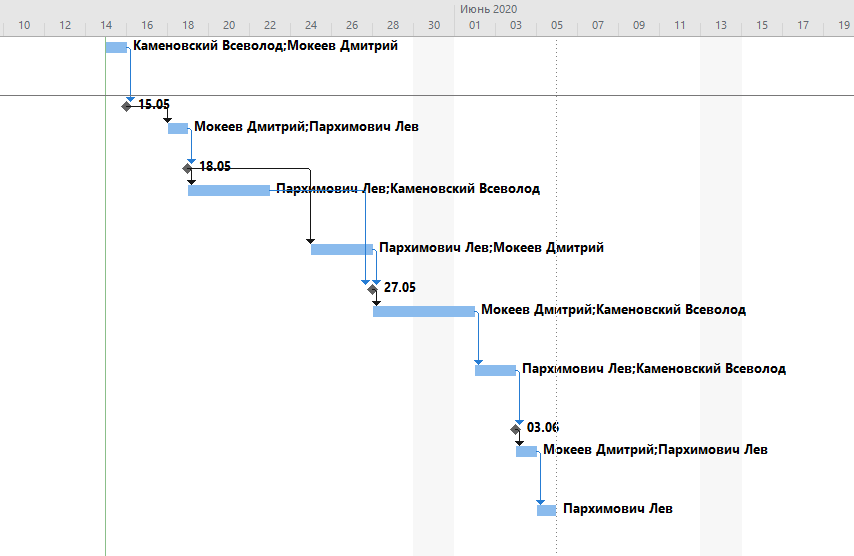 Июнь 2020
10 12 14 16 18 20 22 24 26 28 30 01 03 05 07 09 11 13 15 17 19
Каменовский Всеволод;Мокеев Дмитрий
15.05
Мокеев Дмитрий;Пархимович Лев
18.05
Пархимович Лев;Каменовский Всеволод
Пархимович Лев;Мокеев Дмитрий
27.05
Мокеев Дмитрий;Каменовский Всеволод
Пархимович Лев;Каменовский Всеволод
03.06
Мокеев Дмитрий;Пархимович Лев
Пархимович Лев